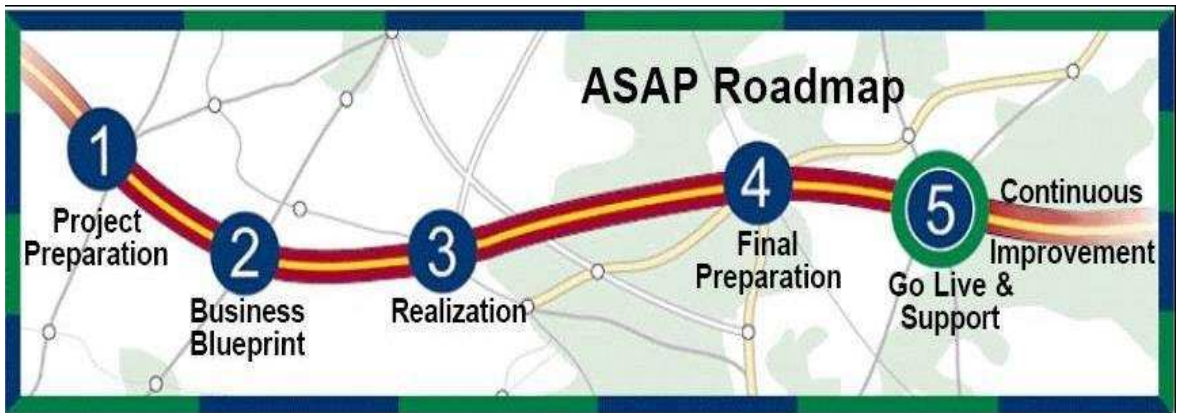 ASAP Roadmap
1
Project
Preparation
2
Business
Blueprint
3
Realization
4
Final
Preparation
5
Go Live &
Support
Continuous
Improvement